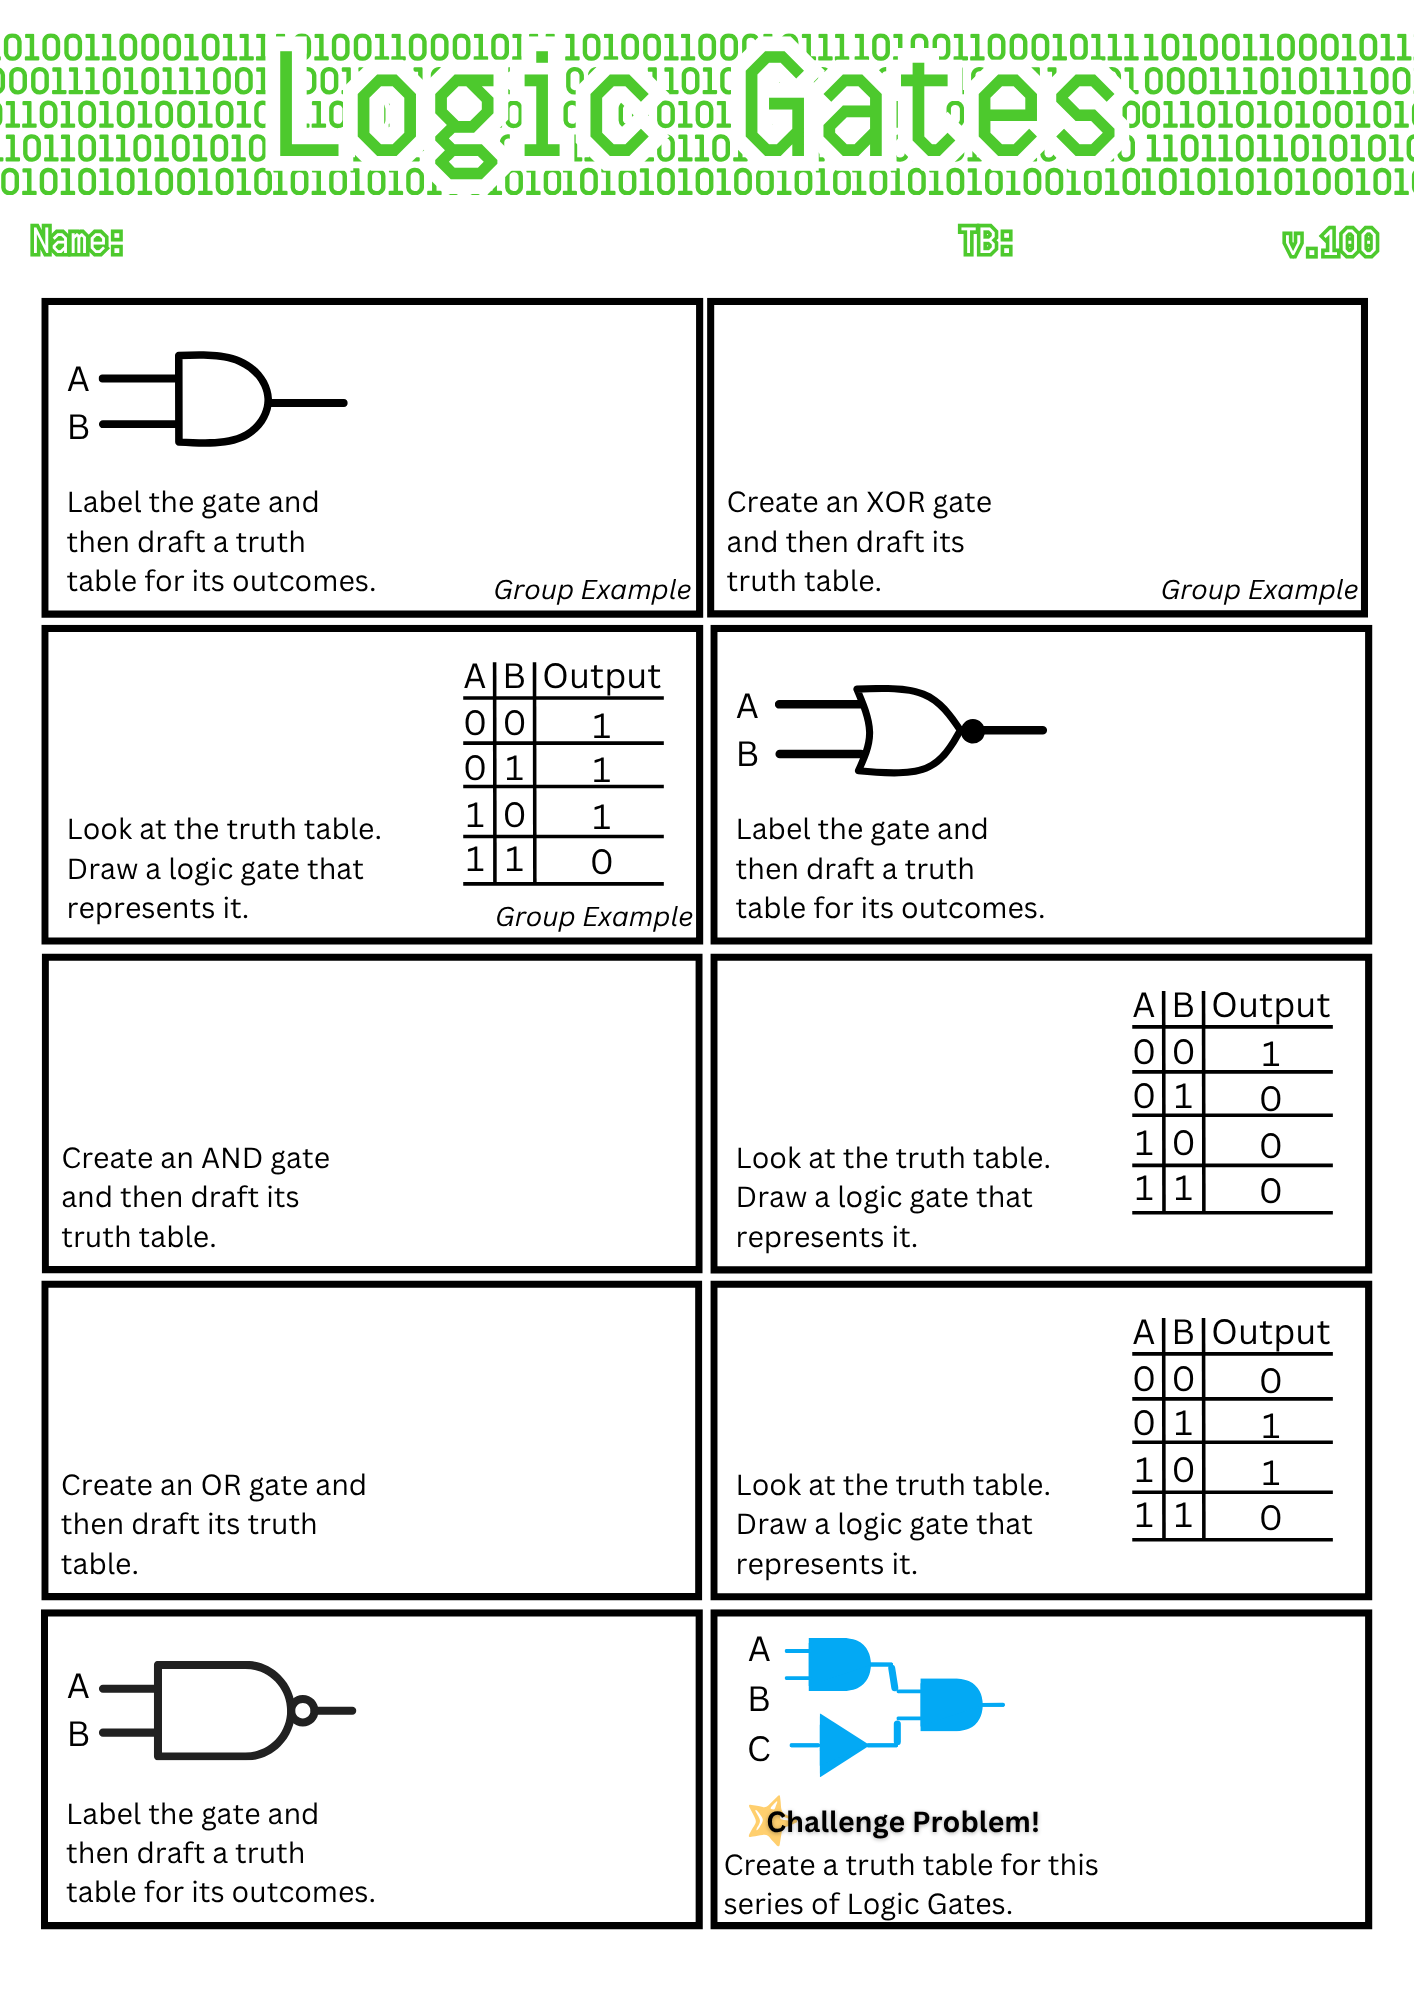 Logic Gates
Name:
TB:
v.100
A
B
Label the gate and
then draft a truth
table for its outcomes.
Group Example
Create an XOR gate
and then draft its
truth table.
Group Example
A B Output
0 0 1
0 1 1
1 0 1
1 1 0
Look at the truth table.
Draw a logic gate that
represents it.
Group Example
A
B
Label the gate and
then draft a truth
table for its outcomes.
Create an AND gate
and then draft its
truth table.
A B Output
0 0 1
0 1 0
1 0 0
1 1 0
Look at the truth table.
Draw a logic gate that
represents it.
Create an OR gate and
then draft its truth
table.
A B Output
0 0 0
0 1 1
1 0 1
1 1 0
Look at the truth table.
Draw a logic gate that
represents it.
A
B
Label the gate and
then draft a truth
table for its outcomes.
A
B
C
Challenge Problem!
Create a truth table for this
series of Logic Gates.